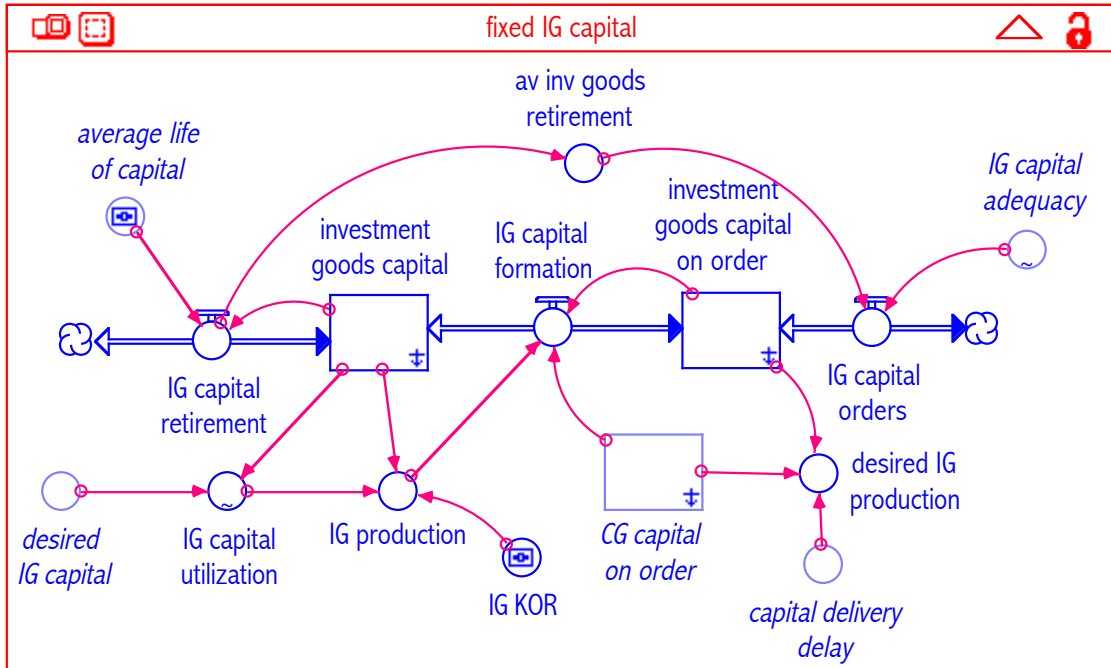 fixed IG capital
av inv goods
retirement
average life
of capital
IG capital
adequacy
investment
goods capital
IG capital
formation
investment
goods capital
on order
IG capital
retirement
IG capital
orders
desired
IG capital
IG capital
utilization
IG production
IG KOR
CG capital
on order
desired IG
production
capital delivery
delay